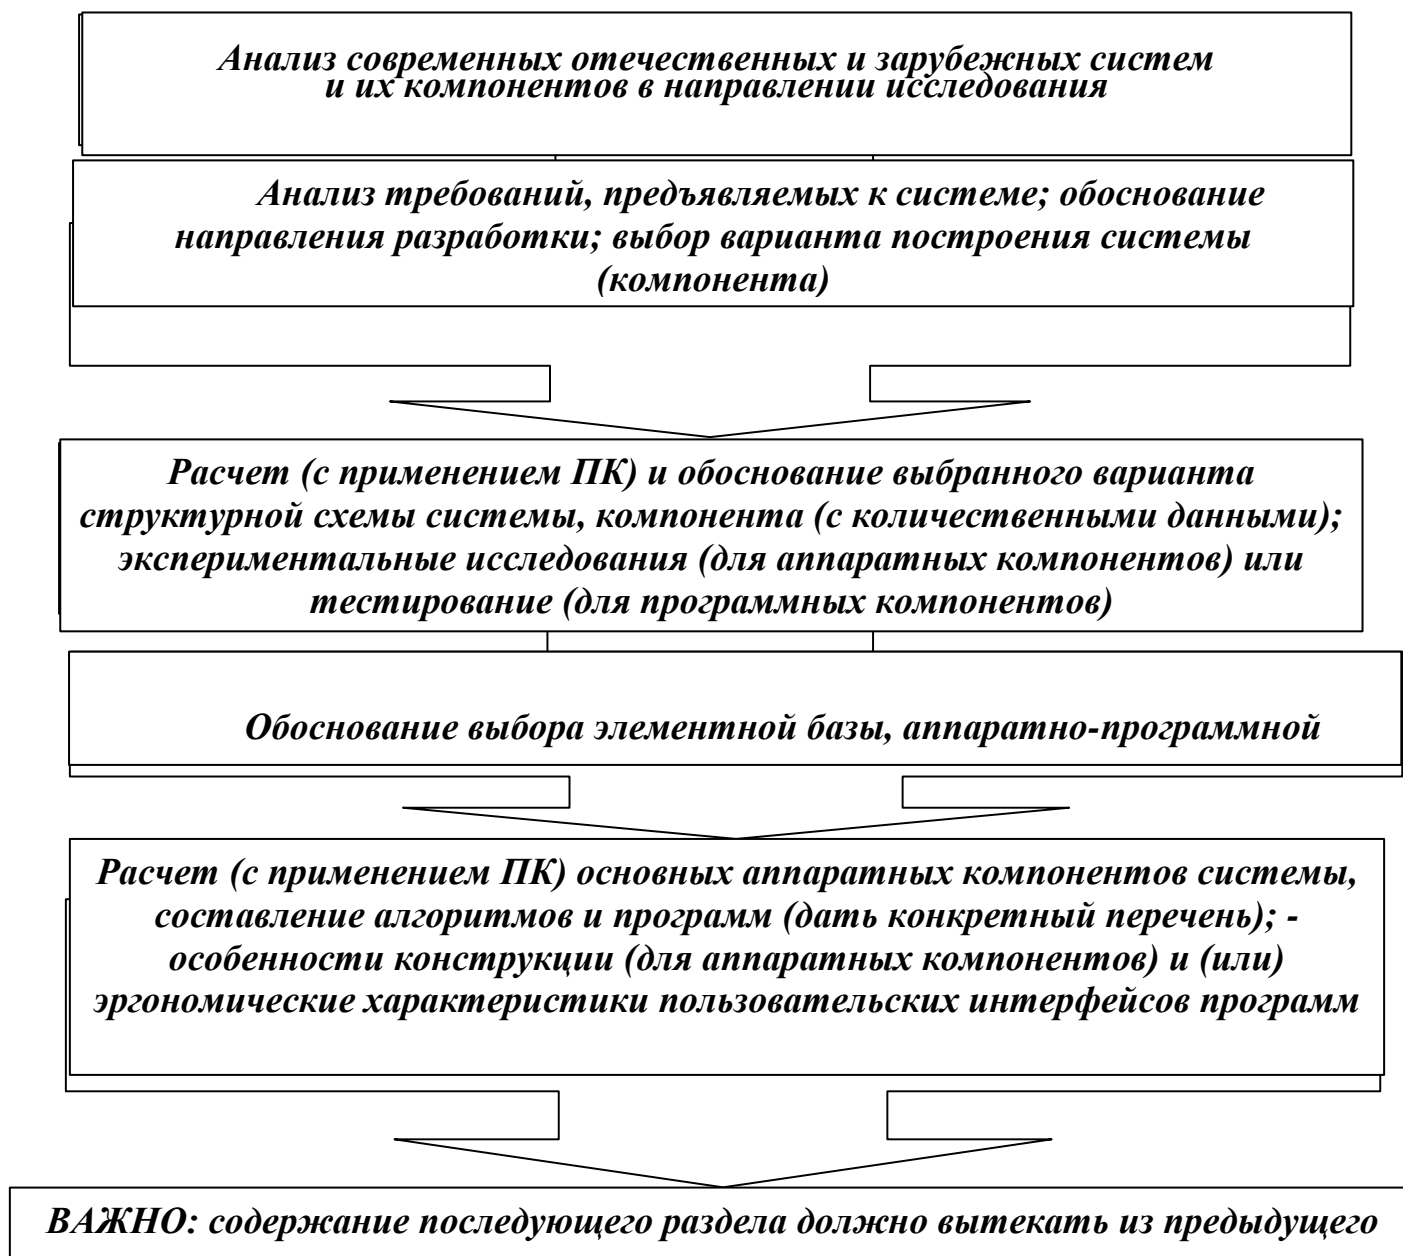 Анализ современных отечественных и зарубежных систем
и их компонентов в направлении исследования
Анализ требований, предъявляемых к системе; обоснование
направления разработки; выбор варианта построения системы
(компонента)
Расчет (с применением ПК) и обоснование выбранного варианта
структурной схемы системы, компонента (с количественными данными);
экспериментальные исследования (для аппаратных компонентов) или
тестирование (для программных компонентов)
Обоснование выбора элементной базы, аппаратно-программной
Расчет (с применением ПК) основных аппаратных компонентов системы,
составление алгоритмов и программ (дать конкретный перечень); -
особенности конструкции (для аппаратных компонентов) и (или)
эргономические характеристики пользовательских интерфейсов программ
ВАЖНО: содержание последующего раздела должно вытекать из предыдущего